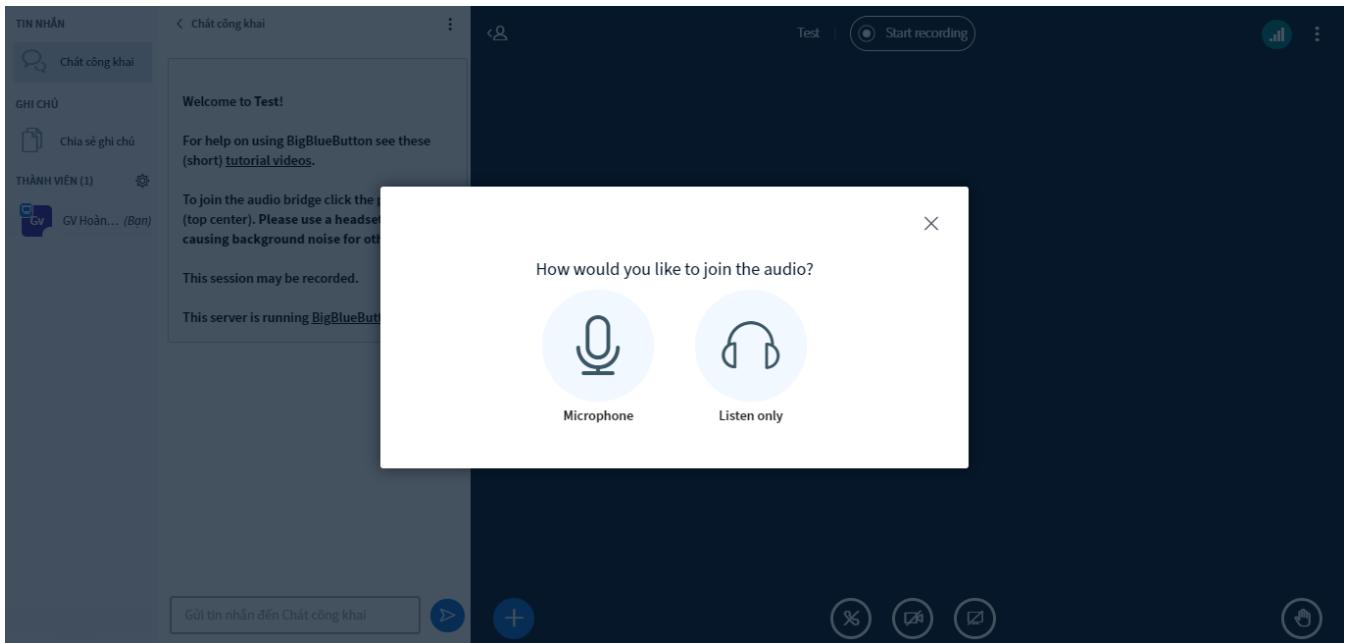 TIN NHẮN
Chát công khai
GHI CHÚ
Chia sẻ ghi chú
THÀNH VIÊN (1)
GV
GV Hoàn... (Bạn)
Chát công khai
Welcome to Test!
For help on using BigBlueButton see these
(short) tutorial videos.
To join the audio bridge click the
(top center). Please use a headset
causing background noise for
This session may be recorded.
This server is running
Gửi tin nhắn đến Chát công khai
Test
Start recording
How would you like to join the audio?
Microphone
Listen only